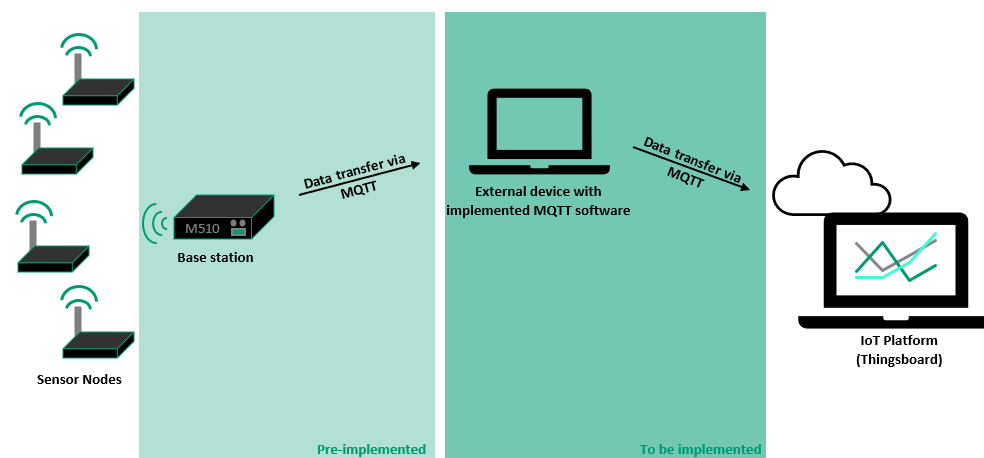 Sensor Nodes
M510
Base station
Data transfer via
MQTT
Pre-implemented
External device with
implemented MQTT software
Data transfer via
MQTT
To be implemented
IoT Platform
(Thingsboard)